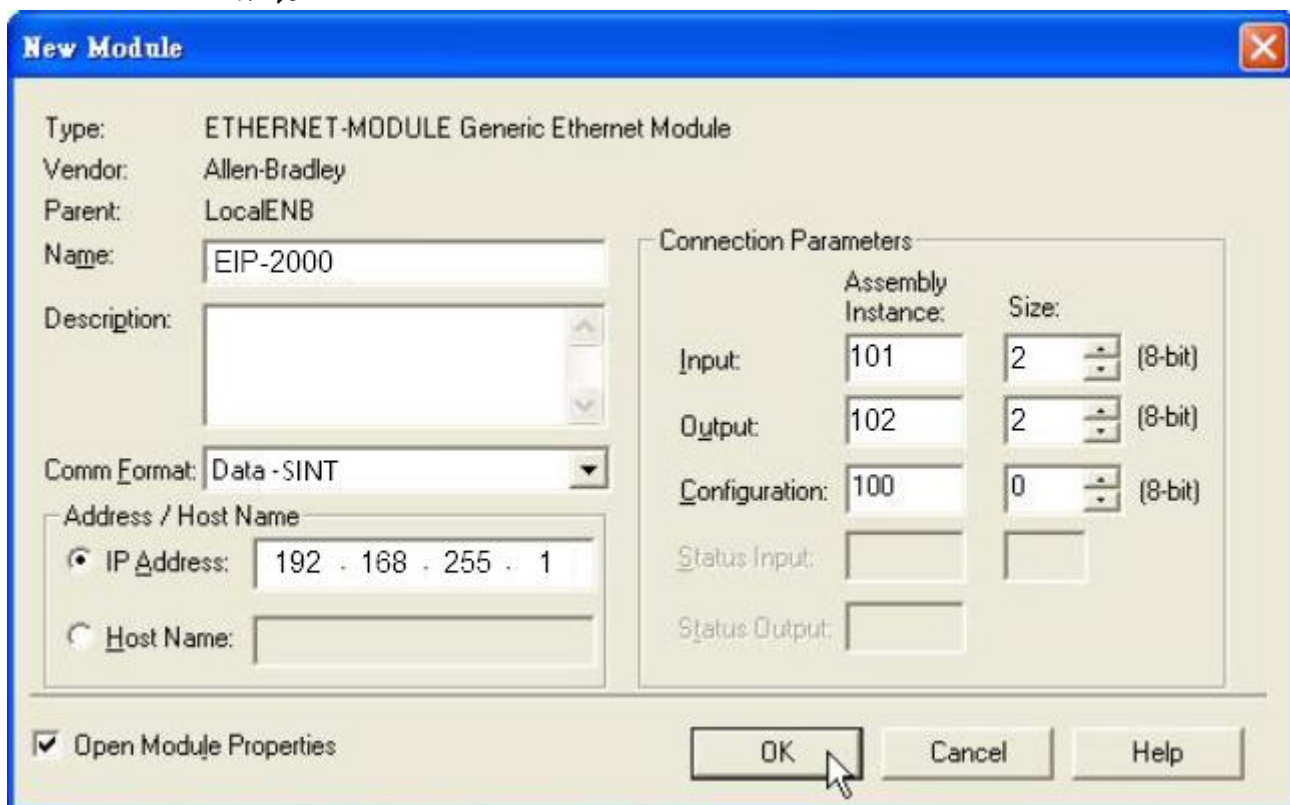 New Module
Type: ETHERNET-MODULE Generic Ethernet Module
Vendor: Allen-Bradley
Parent: LocalENB
Name: EIP-2000
Description:
Comm Format: Data -SINT
Address / Host Name
IP Address: 192 . 168 . 255 . 1
Host Name:
Connection Parameters
Assembly Instance: Size:
Input: 101 2 (8-bit)
Output: 102 2 (8-bit)
Configuration: 100 0 (8-bit)
Status Input:
Status Output:
Open Module Properties
OK Cancel Help